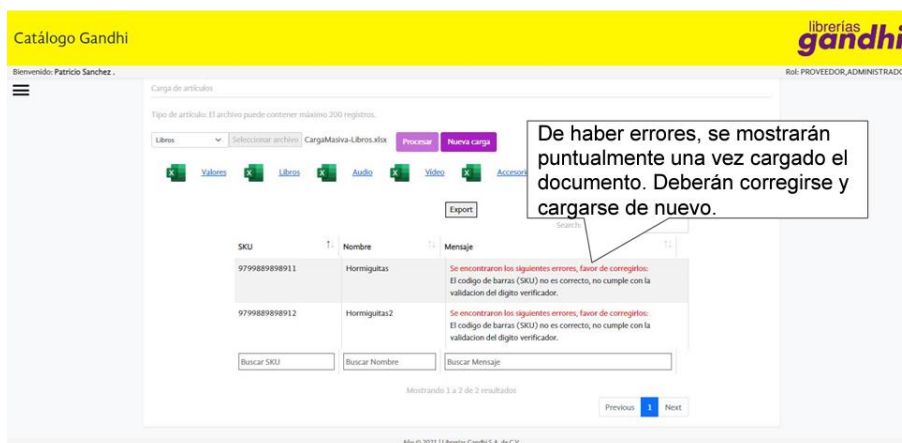 Catálogo Gandhi
librerías
gandhi
Bienvenido: Patricio Sanchez .
Rol: PROVEEDOR,ADMINISTRADO
Carga de artículos
Tipo de artículo: El archivo puede contener máximo 200 registros.
Libros Seleccionar archivo CargaMasiva-Libros.xlsx Procesar Nueva carga
De haber errores, se mostrarán
puntualmente una vez cargado el
documento. Deberán corregirse y
cargarse de nuevo.
Valores Libros Audio Video Accesori
Export
Search:
SKU Nombre Mensaje
9799889898911 Hormiguitas Se encontraron los siguientes errores, favor de corregirlos:
El codigo de barras (SKU) no es correcto, no cumple con la
validacion del digito verificador.
9799889898912 Hormiguitas2 Se encontraron los siguientes errores, favor de corregirlos:
El codigo de barras (SKU) no es correcto, no cumple con la
validacion del digito verificador.
Buscar SKU Buscar Nombre Buscar Mensaje
Mostrando 1 a 2 de 2 resultados
Previous 1 Next